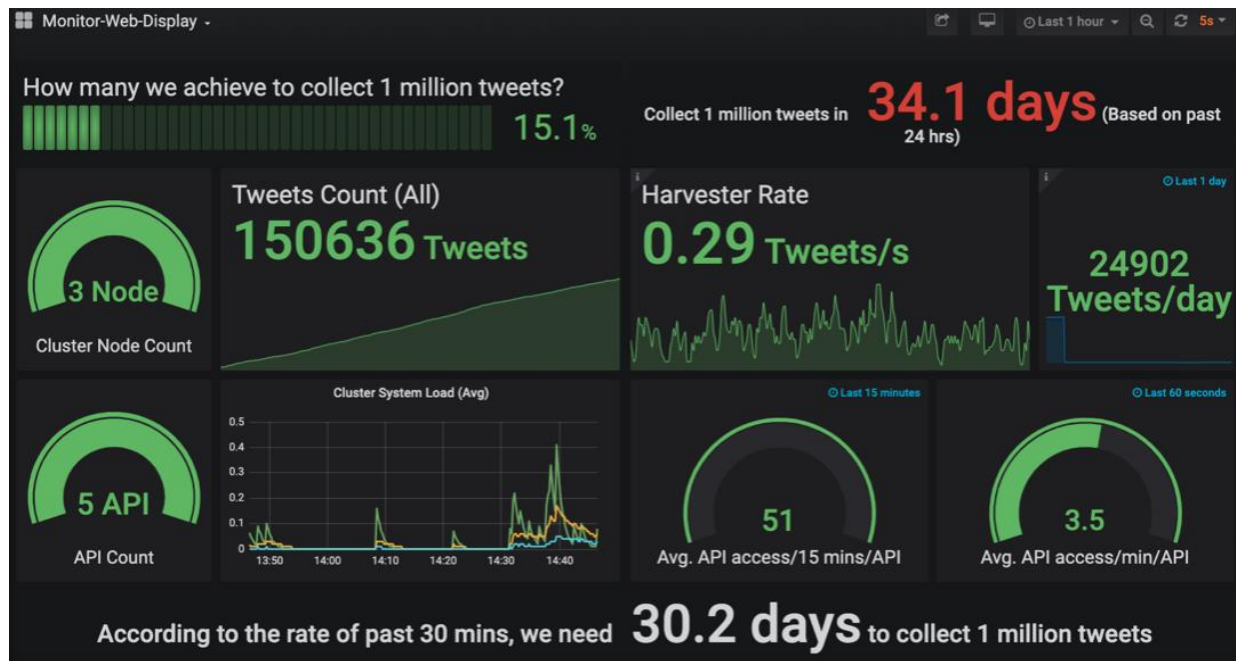 Monitor-Web-Display
Last 1 hour
5s
How many we achieve to collect 1 million tweets?
15.1%
Collect 1 million tweets in 34.1 days (Based on past
24 hrs)
3 Node
Cluster Node Count
Tweets Count (All)
150636 Tweets
Harvester Rate
0.29 Tweets/s
Last 1 day
24902
Tweets/day
5 API
API Count
Cluster System Load (Avg)
0.5
0.4
0.3
0.2
0.1
0
13:50 14:00 14:10 14:20 14:30 14:40
Last 15 minutes
51
Avg. API access/15 mins/API
Last 60 seconds
3.5
Avg. API access/min/API
According to the rate of past 30 mins, we need 30.2 days to collect 1 million tweets